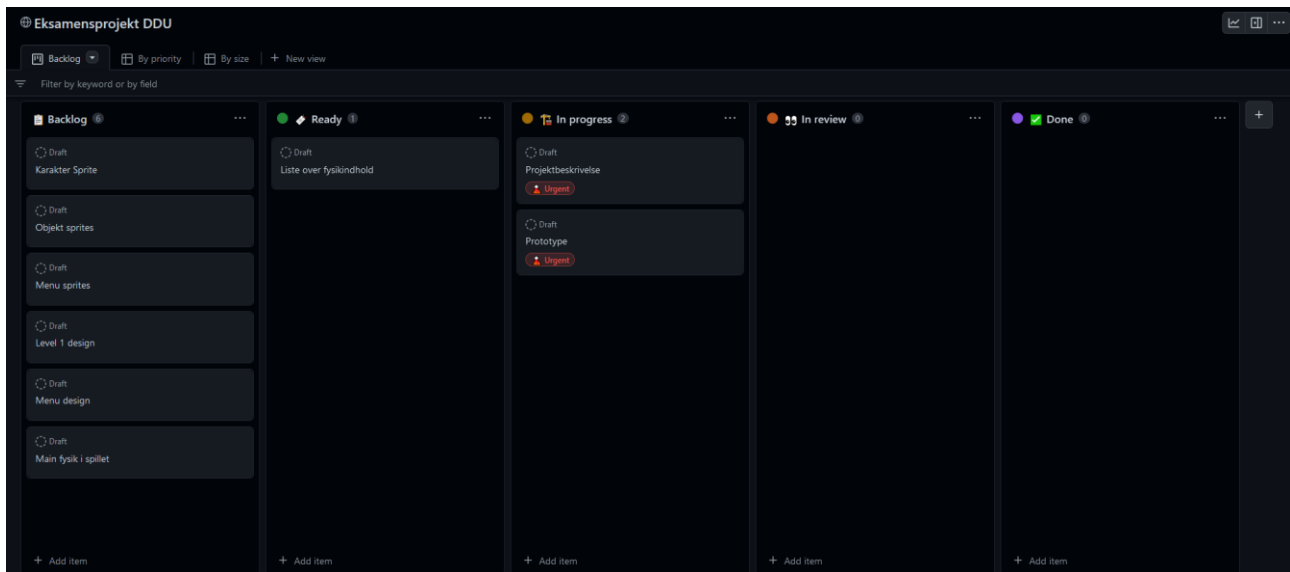 Eksamensprojekt DDU
Backlog
By priority
By size
+ New view
Filter by keyword or by field
Backlog 6
Draft
Karakter Sprite
Draft
Objekt sprites
Draft
Menu sprites
Draft
Level 1 design
Draft
Menu design
Draft
Main fysik i spillet
+ Add item
Ready 1
Draft
Liste over fysikindhold
+ Add item
In progress 2
Draft
Projektbeskrivelse
Urgent
Draft
Prototype
Urgent
+ Add item
In review 0
+ Add item
Done 0
+ Add item